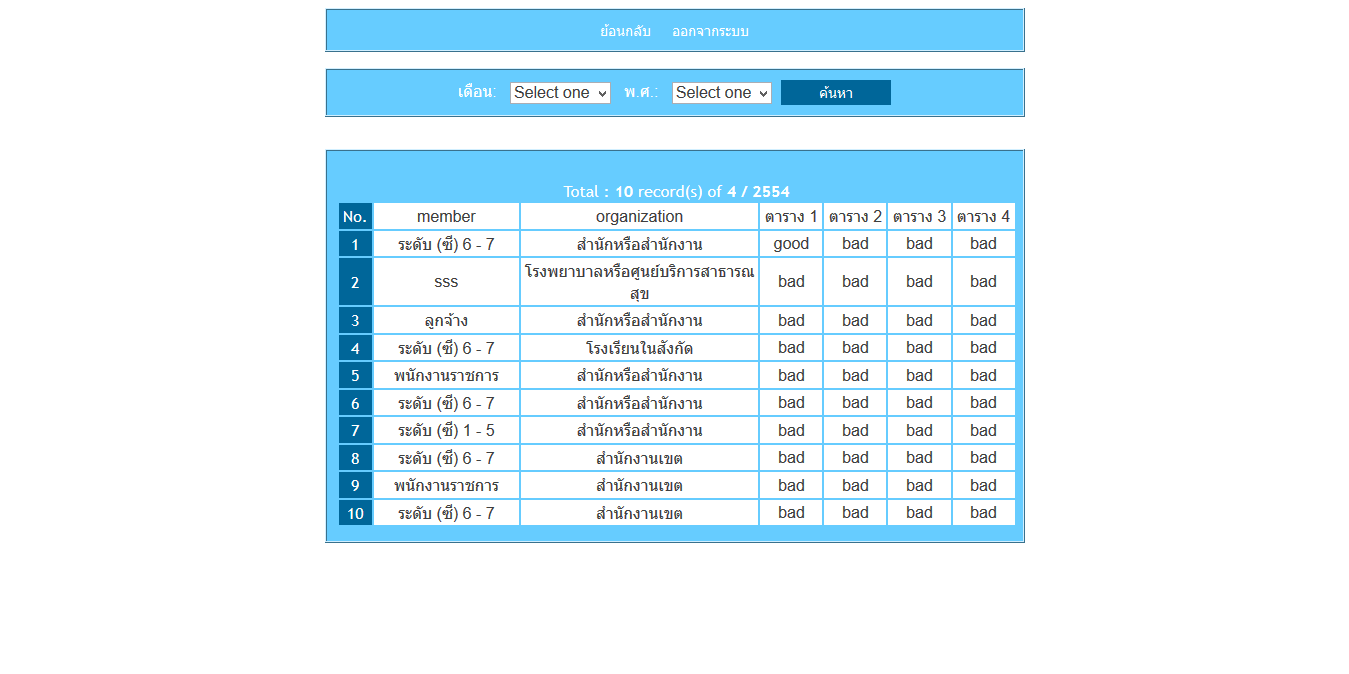 ย้อนกลับ ออกจากระบบ
เดือน: Select one พ.ศ.: Select one ค้นหา
Total : 10 record(s) of 4 / 2554
No. member organization ตาราง 1 ตาราง 2 ตาราง 3 ตาราง 4
1 ระดับ (ซี) 6 - 7 สำนักหรือสำนักงาน good bad bad bad
2 sss โรงพยาบาลหรือศูนย์บริการสาธารณ
สุข bad bad bad bad
3 ลูกจ้าง สำนักหรือสำนักงาน bad bad bad bad
4 ระดับ (ซี) 6 - 7 โรงเรียนในสังกัด bad bad bad bad
5 พนักงานราชการ สำนักหรือสำนักงาน bad bad bad bad
6 ระดับ (ซี) 6 - 7 สำนักหรือสำนักงาน bad bad bad bad
7 ระดับ (ซี) 1 - 5 สำนักหรือสำนักงาน bad bad bad bad
8 ระดับ (ซี) 6 - 7 สำนักงานเขต bad bad bad bad
9 พนักงานราชการ สำนักงานเขต bad bad bad bad
10 ระดับ (ซี) 6 - 7 สำนักงานเขต bad bad bad bad